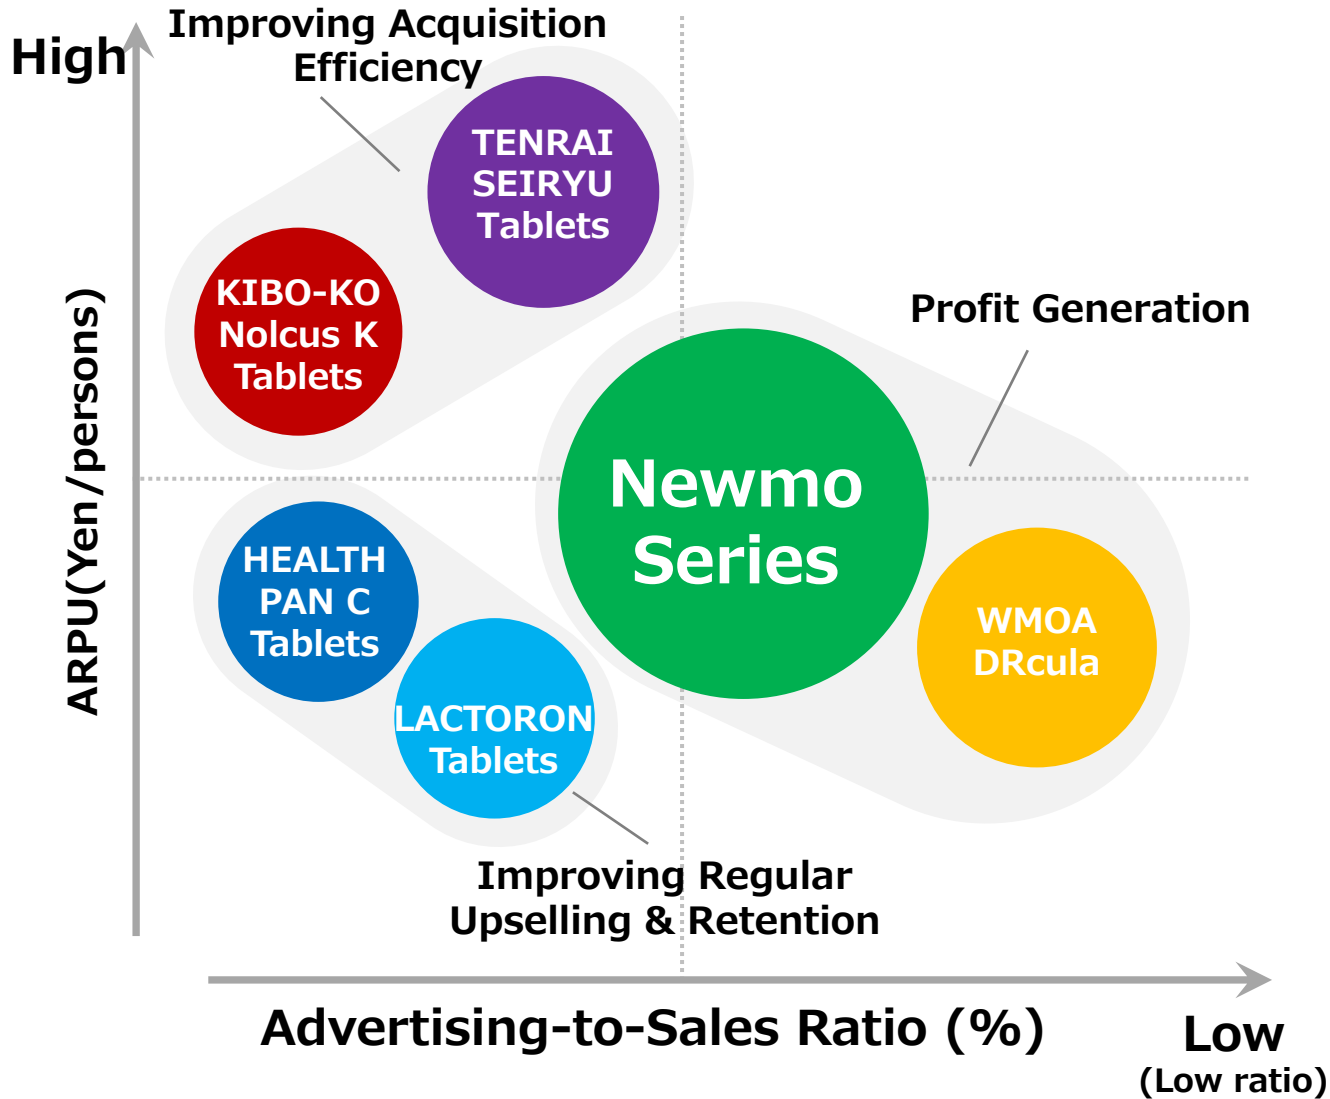 Improving Acquisition
Efficiency
High
TENRAI
SEIRYU
Tablets
KIBO-KO
Nolcus K
Tablets
Profit Generation
ARPU(Yen/persons)
Newmo
Series
HEALTH
PAN C
Tablets
WMOA
DRcula
LACTORON
Tablets
Improving Regular
Upselling & Retention
Advertising-to-Sales Ratio (%)
Low
(Low ratio)